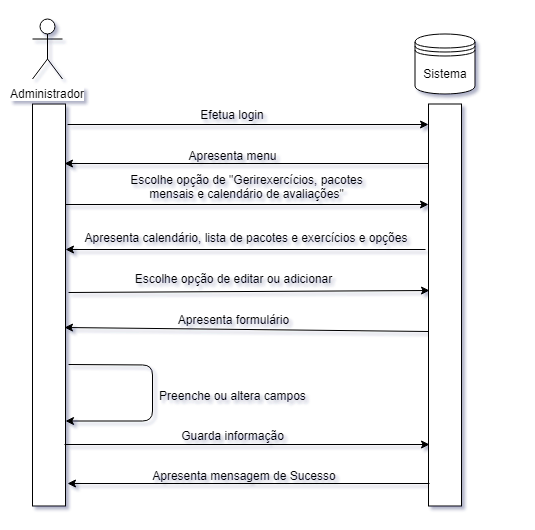 Administrador
Sistema
Efetua login
Apresenta menu
Escolhe opção de "Gerirexercícios, pacotes
mensais e calendário de avaliações"
Apresenta calendário, lista de pacotes e exercícios e opções
Escolhe opção de editar ou adicionar
Apresenta formulário
Preenche ou altera campos
Guarda informação
Apresenta mensagem de Sucesso